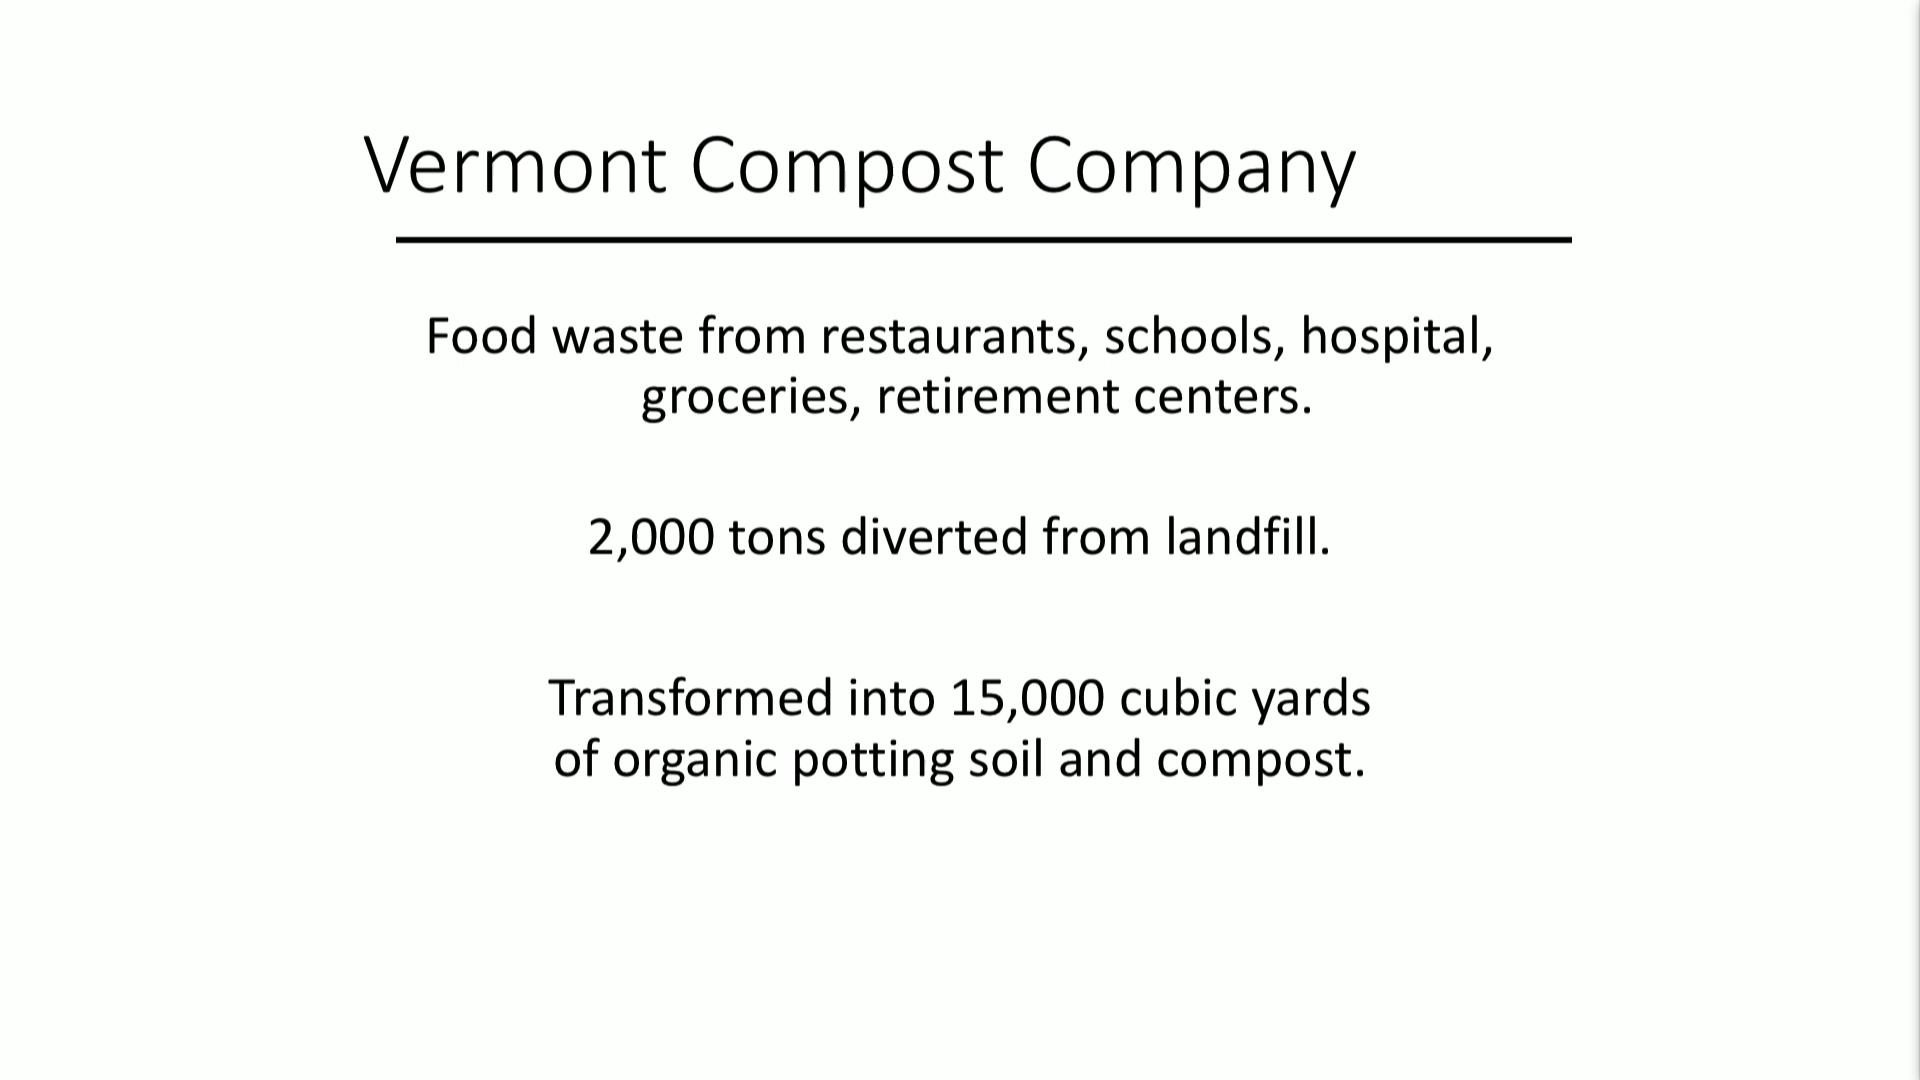 Vermont Compost Company
Food waste from restaurants, schools, hospital,
groceries, retirement centers.
2,000 tons diverted from landfill.
Transformed into 15,000 cubic yards
of organic potting soil and compost.